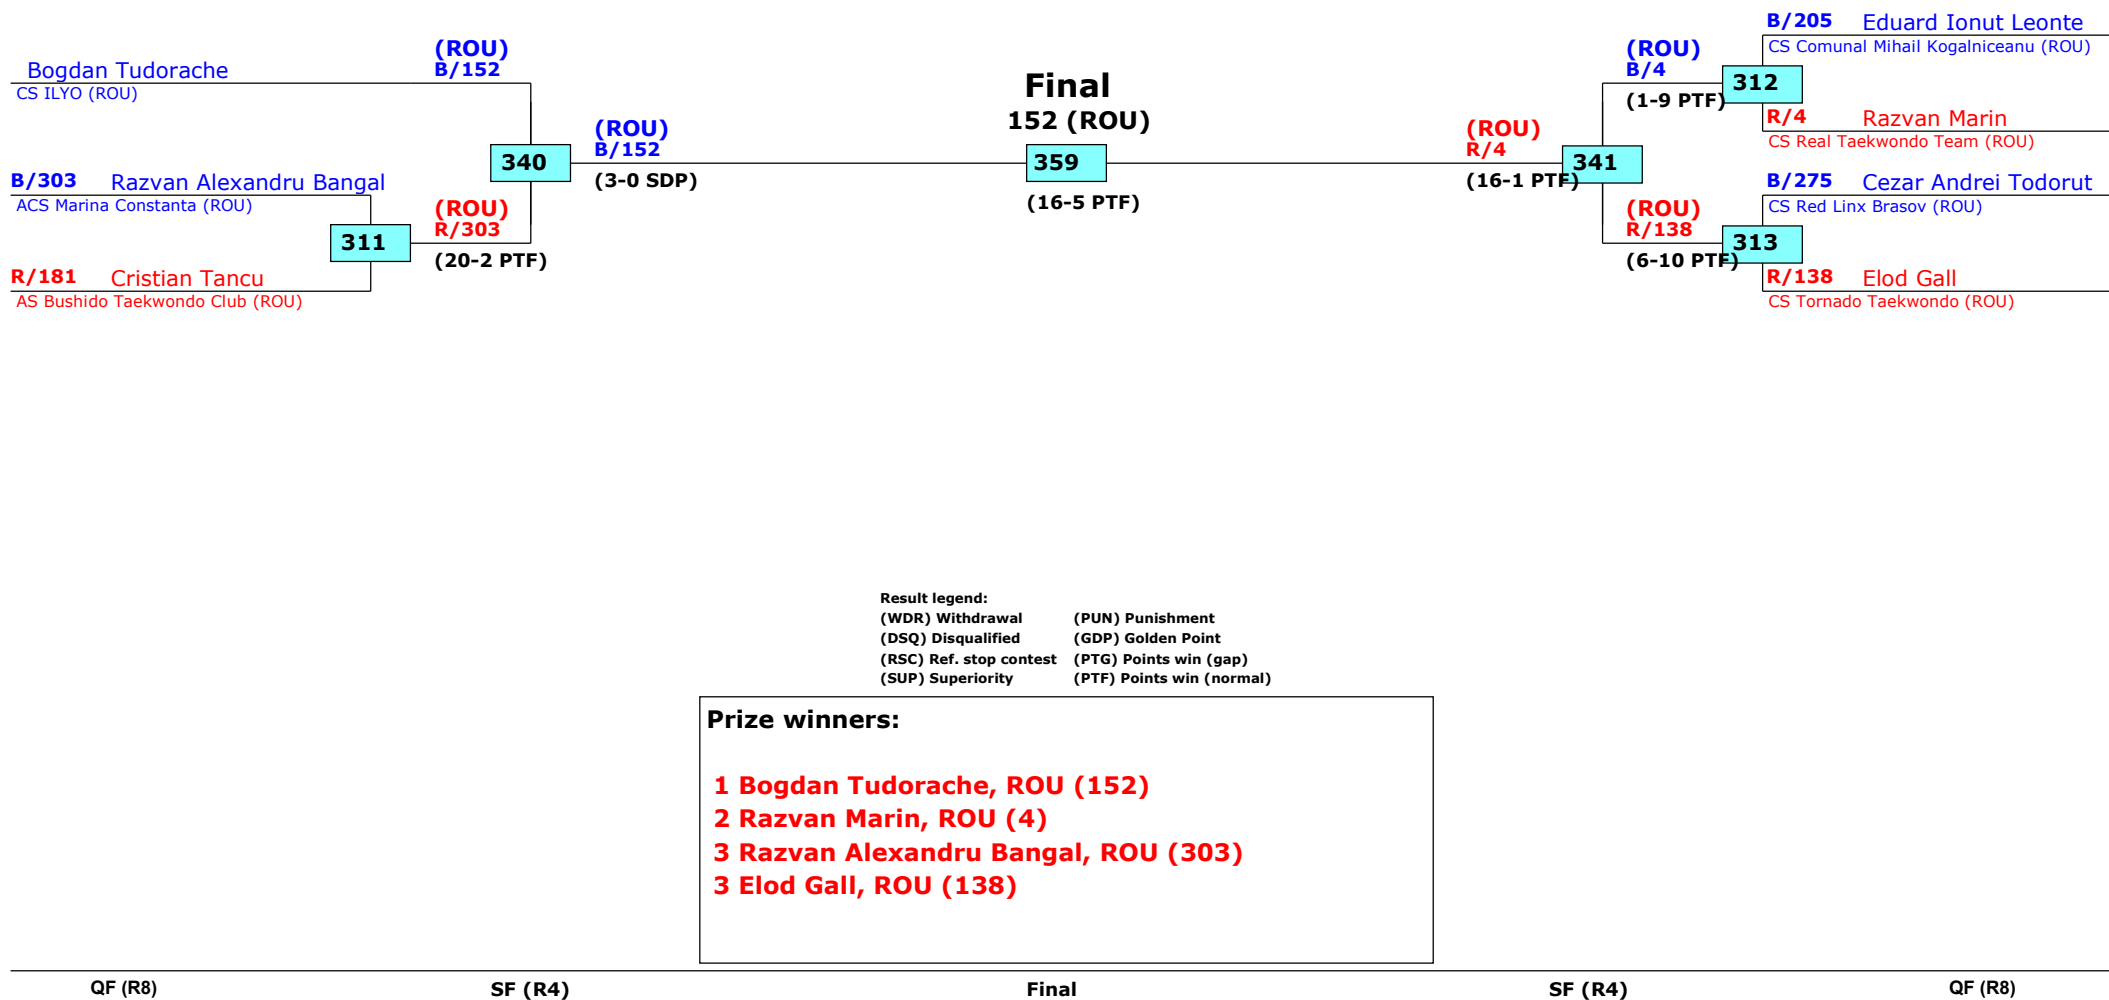 Bogdan Tudorache
CS ILYO (ROU)
B/303 Razvan Alexandru Bangal
ACS Marina Constanta (ROU)
311
R/181 Cristian Tancu
AS Bushido Taekwondo Club (ROU)
(ROU)
B/152
340
(ROU)
R/303
(20-2 PTF)
(ROU)
B/152
(3-0 SDP)
Final
152 (ROU)
359
(16-5 PTF)
(ROU)
R/4
(16-1 PTF)
341
(ROU)
B/4
(1-9 PTF)
(ROU)
R/138
(6-10 PTF)
B/205 Eduard Ionut Leonte
CS Comunal Mihail Kogalniceanu (ROU)
312
R/4 Razvan Marin
CS Real Taekwondo Team (ROU)
B/275 Cezar Andrei Todorut
CS Red Linx Brasov (ROU)
313
R/138 Elod Gall
CS Tornado Taekwondo (ROU)
Result legend:
(WDR) Withdrawal (PUN) Punishment
(DSQ) Disqualified (GDP) Golden Point
(RSC) Ref. stop contest (PTG) Points win (gap)
(SUP) Superiority (PTF) Points win (normal)
Prize winners:
1 Bogdan Tudorache, ROU (152)
2 Razvan Marin, ROU (4)
3 Razvan Alexandru Bangal, ROU (303)
3 Elod Gall, ROU (138)
QF (R8) SF (R4) Final SF (R4) QF (R8)